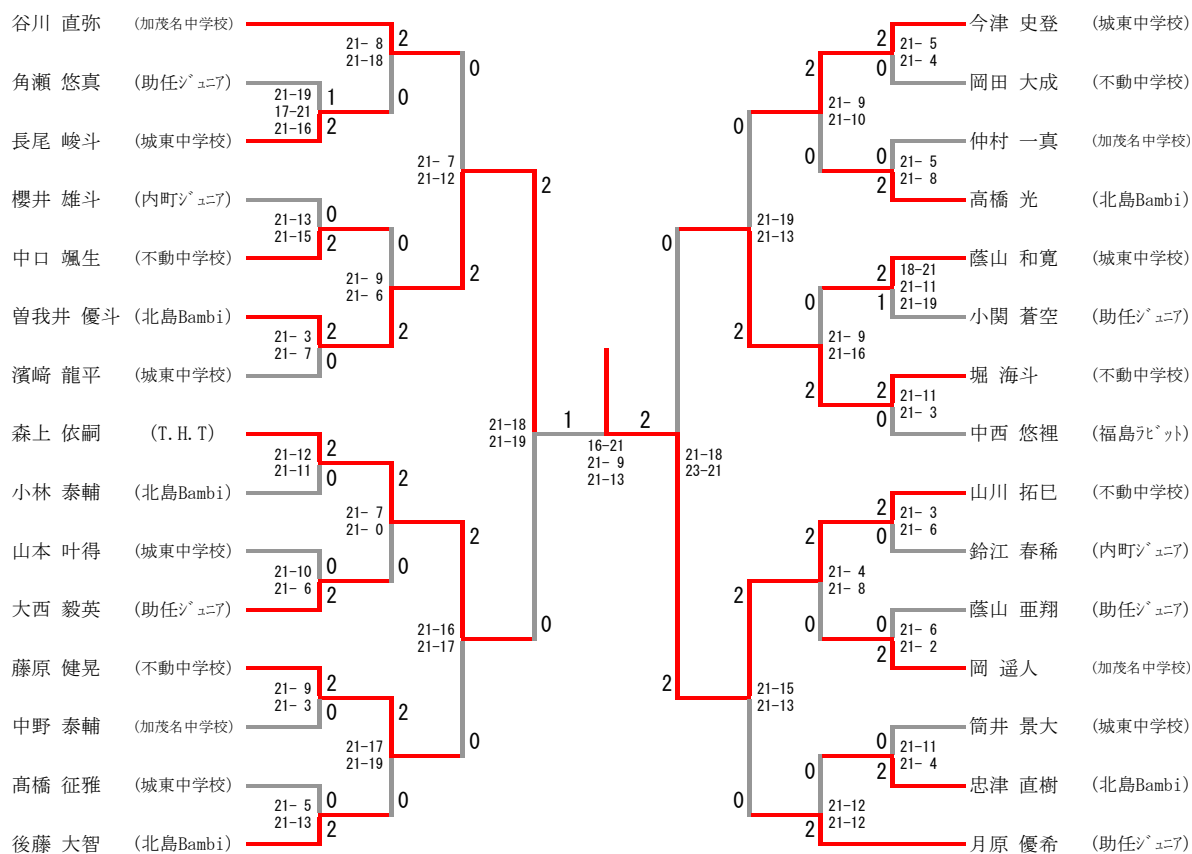 谷川 直弥 (加茂名中学校)
角瀬 悠真 (助任ジュニア)
長尾 峻斗 (城東中学校)
櫻井 雄斗 (内町ジュニア)
中口 颯生 (不動中学校)
曽我井 優斗 (北島Bambi)
濱﨑 龍平 (城東中学校)
森上 依嗣 (T.H.T)
小林 泰輔 (北島Bambi)
山本 叶得 (城東中学校)
大西 毅英 (助任ジュニア)
藤原 健晃 (不動中学校)
中野 泰輔 (加茂名中学校)
髙橋 征雅 (城東中学校)
後藤 大智 (北島Bambi)
21- 8 2
21-18 0
21-19 1
17-21
21-16 2
21-13 0
21-15 2
0
21- 9
21- 6 2
21- 3 2
21- 7 0
0
21- 7
21-12
2
21-12 2
21-11 0
2
21- 7
21- 0
0
21-10 0
21- 6 2
2
21-16
21-17
0
21- 9 2
21- 3 0
2
21-17
21-19
0
21- 5 0
21-13 2
2
21-18
21-19
0
1 2
16-21
21- 9
21-13
0
21-18
23-21
2
0
21-19
21-13
2
2
21- 9
21-10
0
2 21- 5
0 21- 4
0 21- 5
2 21- 8
0
21- 9
21-16
2
2 18-21
21-11
1 21-19
2 21-11
0 21- 3
2
21-15
21-13
0
2
21- 4
21- 8
0
2 21- 3
0 21- 6
0 21- 6
2 21- 2
0
21-12
21-12
2
0 21-11
2 21- 4
今津 史登 (城東中学校)
岡田 大成 (不動中学校)
仲村 一真 (加茂名中学校)
高橋 光 (北島Bambi)
蔭山 和寛 (城東中学校)
小関 蒼空 (助任ジュニア)
堀 海斗 (不動中学校)
中西 悠裡 (福島ラビット)
山川 拓巳 (不動中学校)
鈴江 春稀 (内町ジュニア)
蔭山 亜翔 (助任ジュニア)
岡 遥人 (加茂名中学校)
筒井 景大 (城東中学校)
忠津 直樹 (北島Bambi)
月原 優希 (助任ジュニア)